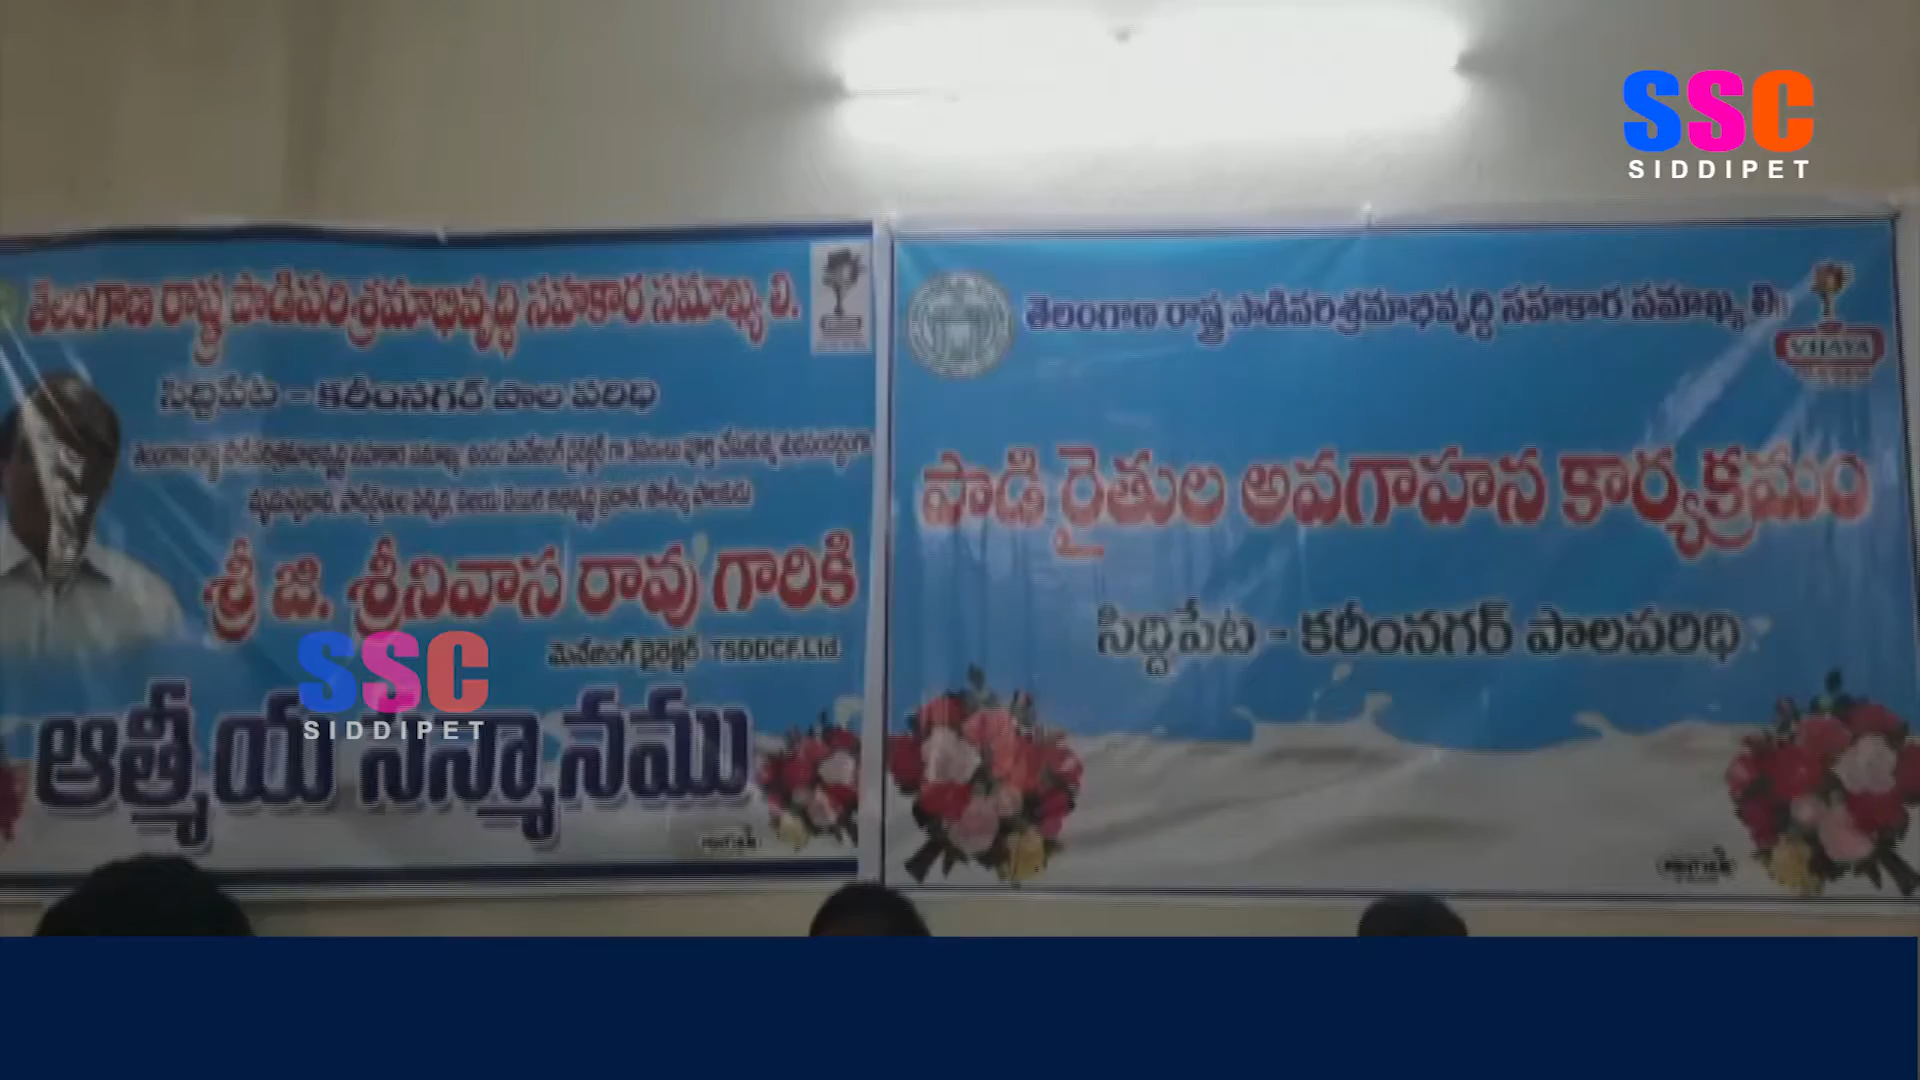 SSC
SIDDIPET
తెలంగాణ రాష్ట్ర పాడిపరిశ్రమాభివృద్ధి సహకార సమాఖ్య లి.
సిద్దిపేట - కరీంనగర్ పాల పరిధి
శ్రీ జి. శ్రీనివాస రావు గారికి
మెనేజింగ్ డైరెక్టర్ TSDDCF.Ltd.
ఆత్మీయ సన్మానము
SSC
SIDDIPET
తెలంగాణ రాష్ట్ర పాడిపరిశ్రమాభివృద్ధి సహకార సమాఖ్య లి
VIJAYA
పాడి రైతుల అవగాహన కార్యక్రమం
సిద్దిపేట - కరీంనగర్ పాలపరిధి